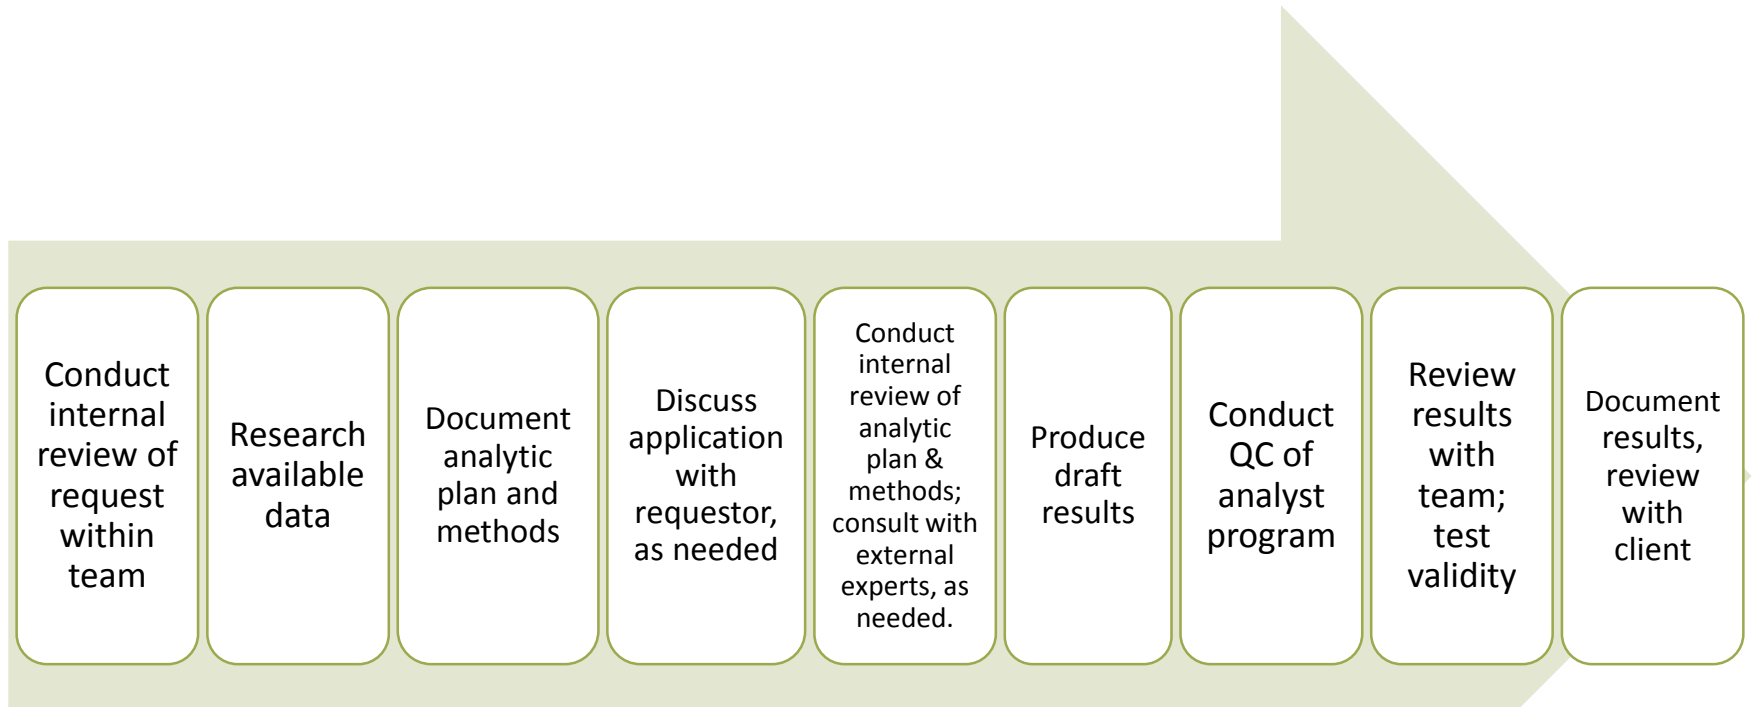 Conduct
internal
review of
request
within
team
Research
available
data
Document
analytic
plan and
methods
Discuss
application
with
requestor,
as needed
Conduct
internal
review of
analytic
plan &
methods;
consult with
external
experts, as
needed.
Produce
draft
results
Conduct
QC of
analyst
program
Review
results
with
team;
test
validity
Document
results,
review
with
client